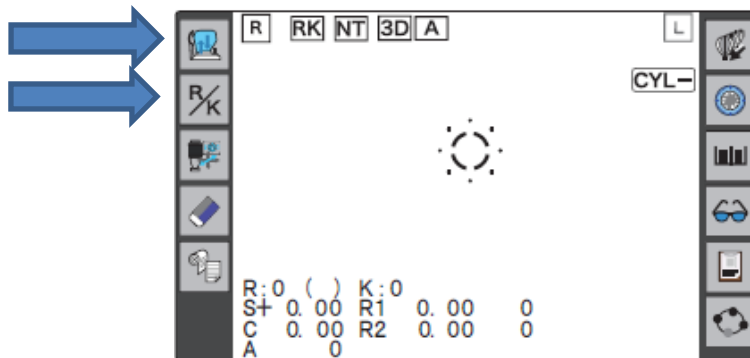 R RK NT 3D A L
CYL−
R/K
R:0 ( ) K:0
S+ 0.00 R1 0.00 0
C 0.00 R2 0.00 0
A 0